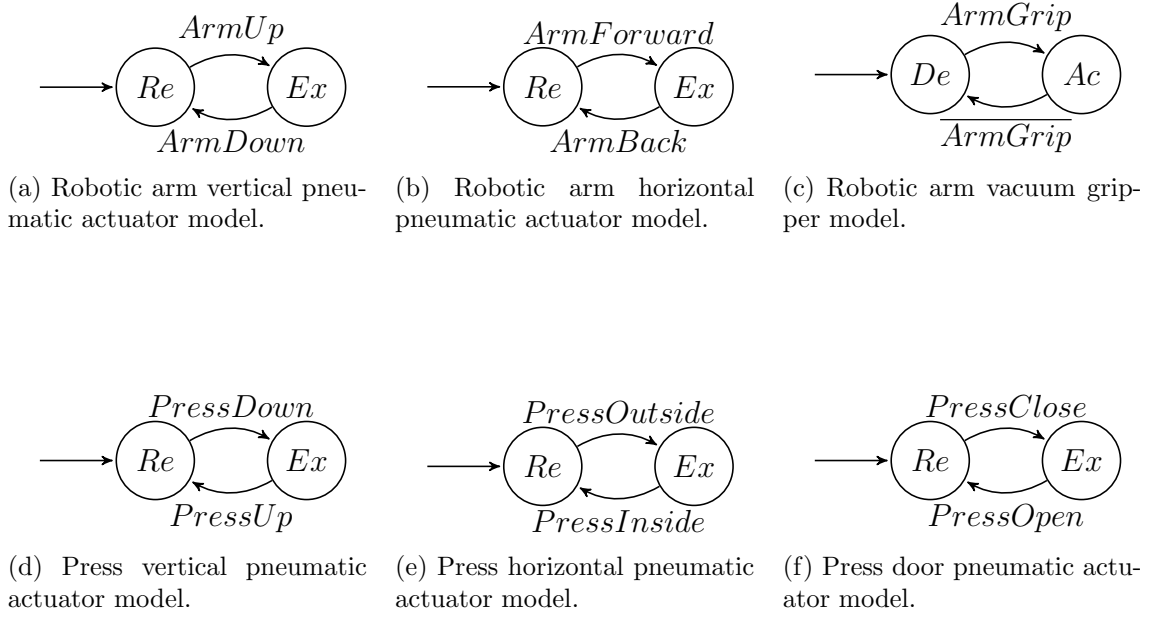 ArmUp
Re Ex
ArmDown
(a) Robotic arm vertical pneu-
matic actuator model.
ArmForward
Re Ex
ArmBack
(b) Robotic arm horizontal
pneumatic actuator model.
ArmGrip
De Ac
\overline{ArmGrip}
(c) Robotic arm vacuum grip-
per model.
PressDown
Re Ex
PressUp
(d) Press vertical pneumatic
actuator model.
PressOutside
Re Ex
PressInside
(e) Press horizontal pneumatic
actuator model.
PressClose
Re Ex
PressOpen
(f) Press door pneumatic actu-
ator model.